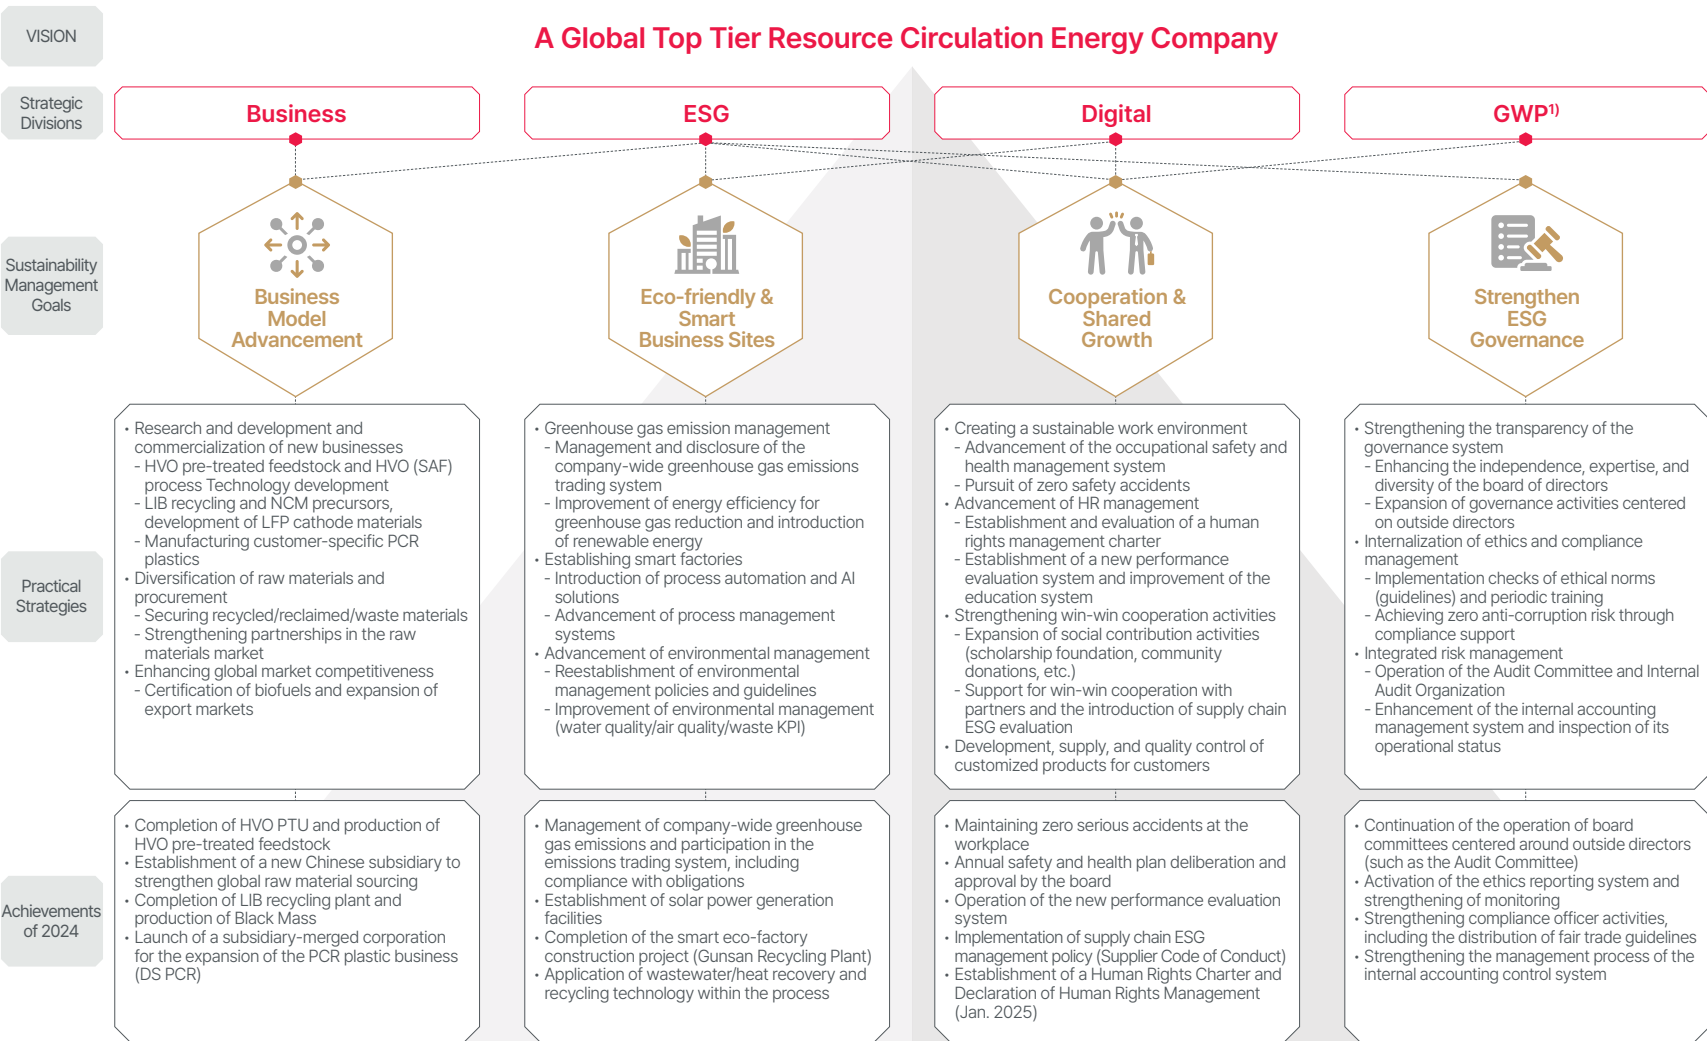 VISION
A Global Top Tier Resource Circulation Energy Company
Strategic
Divisions
Business
ESG
Digital
GWP1)
Sustainability
Management
Goals
Business
Model
Advancement
Eco-friendly &
Smart
Business Sites
Cooperation &
Shared
Growth
Strengthen
ESG
Governance
Practical
Strategies
• Research and development and
commercialization of new businesses
- HVO pre-treated feedstock and HVO (SAF)
process Technology development
- LIB recycling and NCM precursors,
development of LFP cathode materials
- Manufacturing customer-specific PCR
plastics
• Diversification of raw materials and
procurement
- Securing recycled/reclaimed/waste materials
- Strengthening partnerships in the raw
materials market
• Enhancing global market competitiveness
- Certification of biofuels and expansion of
export markets
• Greenhouse gas emission management
- Management and disclosure of the
company-wide greenhouse gas emissions
trading system
- Improvement of energy efficiency for
greenhouse gas reduction and introduction
of renewable energy
• Establishing smart factories
- Introduction of process automation and AI
solutions
- Advancement of process management
systems
• Advancement of environmental management
- Reestablishment of environmental
management policies and guidelines
- Improvement of environmental management
(water quality/air quality/waste KPI)
• Creating a sustainable work environment
- Advancement of the occupational safety and
health management system
- Pursuit of zero safety accidents
• Advancement of HR management
- Establishment and evaluation of a human
rights management charter
- Establishment of a new performance
evaluation system and improvement of the
education system
• Strengthening win-win cooperation activities
- Expansion of social contribution activities
(scholarship foundation, community
donations, etc.)
- Support for win-win cooperation with
partners and the introduction of supply chain
ESG evaluation
• Development, supply, and quality control of
customized products for customers
• Strengthening the transparency of the
governance system
- Enhancing the independence, expertise, and
diversity of the board of directors
- Expansion of governance activities centered
on outside directors
• Internalization of ethics and compliance
management
- Implementation checks of ethical norms
(guidelines) and periodic training
- Achieving zero anti-corruption risk through
compliance support
• Integrated risk management
- Operation of the Audit Committee and Internal
Audit Organization
- Enhancement of the internal accounting
management system and inspection of its
operational status
Achievements
of 2024
• Completion of HVO PTU and production of
HVO pre-treated feedstock
• Establishment of a new Chinese subsidiary to
strengthen global raw material sourcing
• Completion of LIB recycling plant and
production of Black Mass
• Launch of a subsidiary-merged corporation
for the expansion of the PCR plastic business
(DS PCR)
• Management of company-wide greenhouse
gas emissions and participation in the
emissions trading system, including
compliance with obligations
• Establishment of solar power generation
facilities
• Completion of the smart eco-factory
construction project (Gunsan Recycling Plant)
• Application of wastewater/heat recovery and
recycling technology within the process
• Maintaining zero serious accidents at the
workplace
• Annual safety and health plan deliberation and
approval by the board
• Operation of the new performance evaluation
system
• Implementation of supply chain ESG
management policy (Supplier Code of Conduct)
• Establishment of a Human Rights Charter and
Declaration of Human Rights Management
(Jan. 2025)
• Continuation of the operation of board
committees centered around outside directors
(such as the Audit Committee)
• Activation of the ethics reporting system and
strengthening of monitoring
• Strengthening compliance officer activities,
including the distribution of fair trade guidelines
• Strengthening the management process of the
internal accounting control system